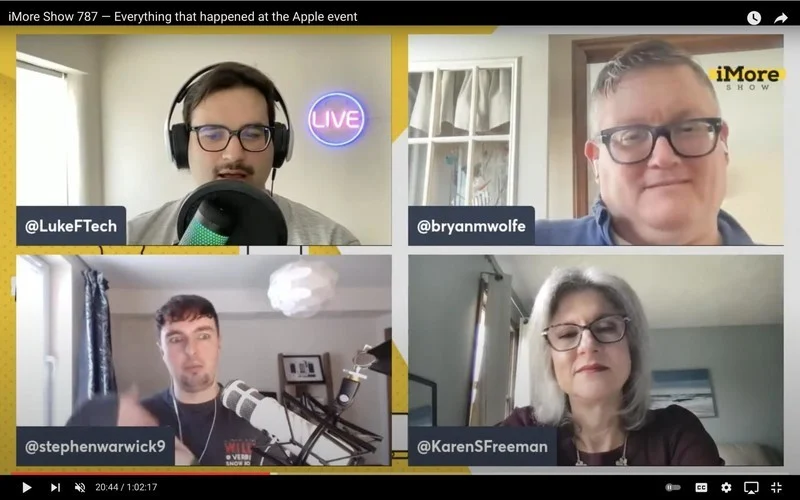 iMore Show 787 — Everything that happened at the Apple event
iMore
SHOW
LIVE
@LukeFTech
@bryanmwolfe
@stephenwarwick9
@KarenSFreeman
20:44 / 1:02:17
CC